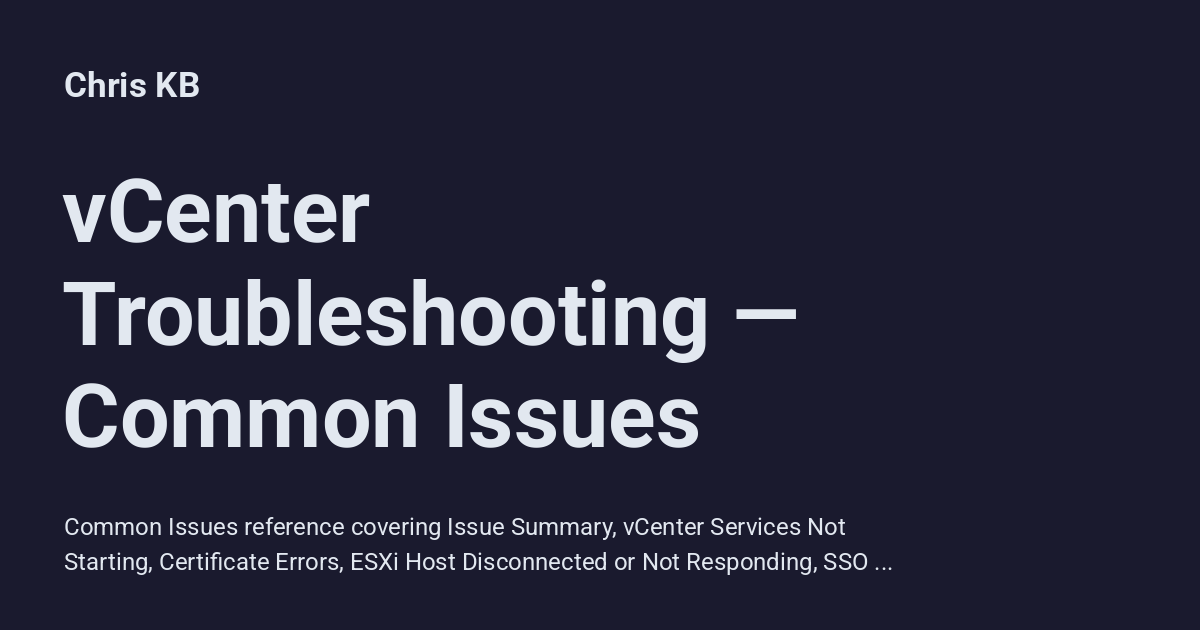 Chris KB
vCenter
Troubleshooting —
Common Issues
Common Issues reference covering Issue Summary, vCenter Services Not
Starting, Certificate Errors, ESXi Host Disconnected or Not Responding, SSO ...